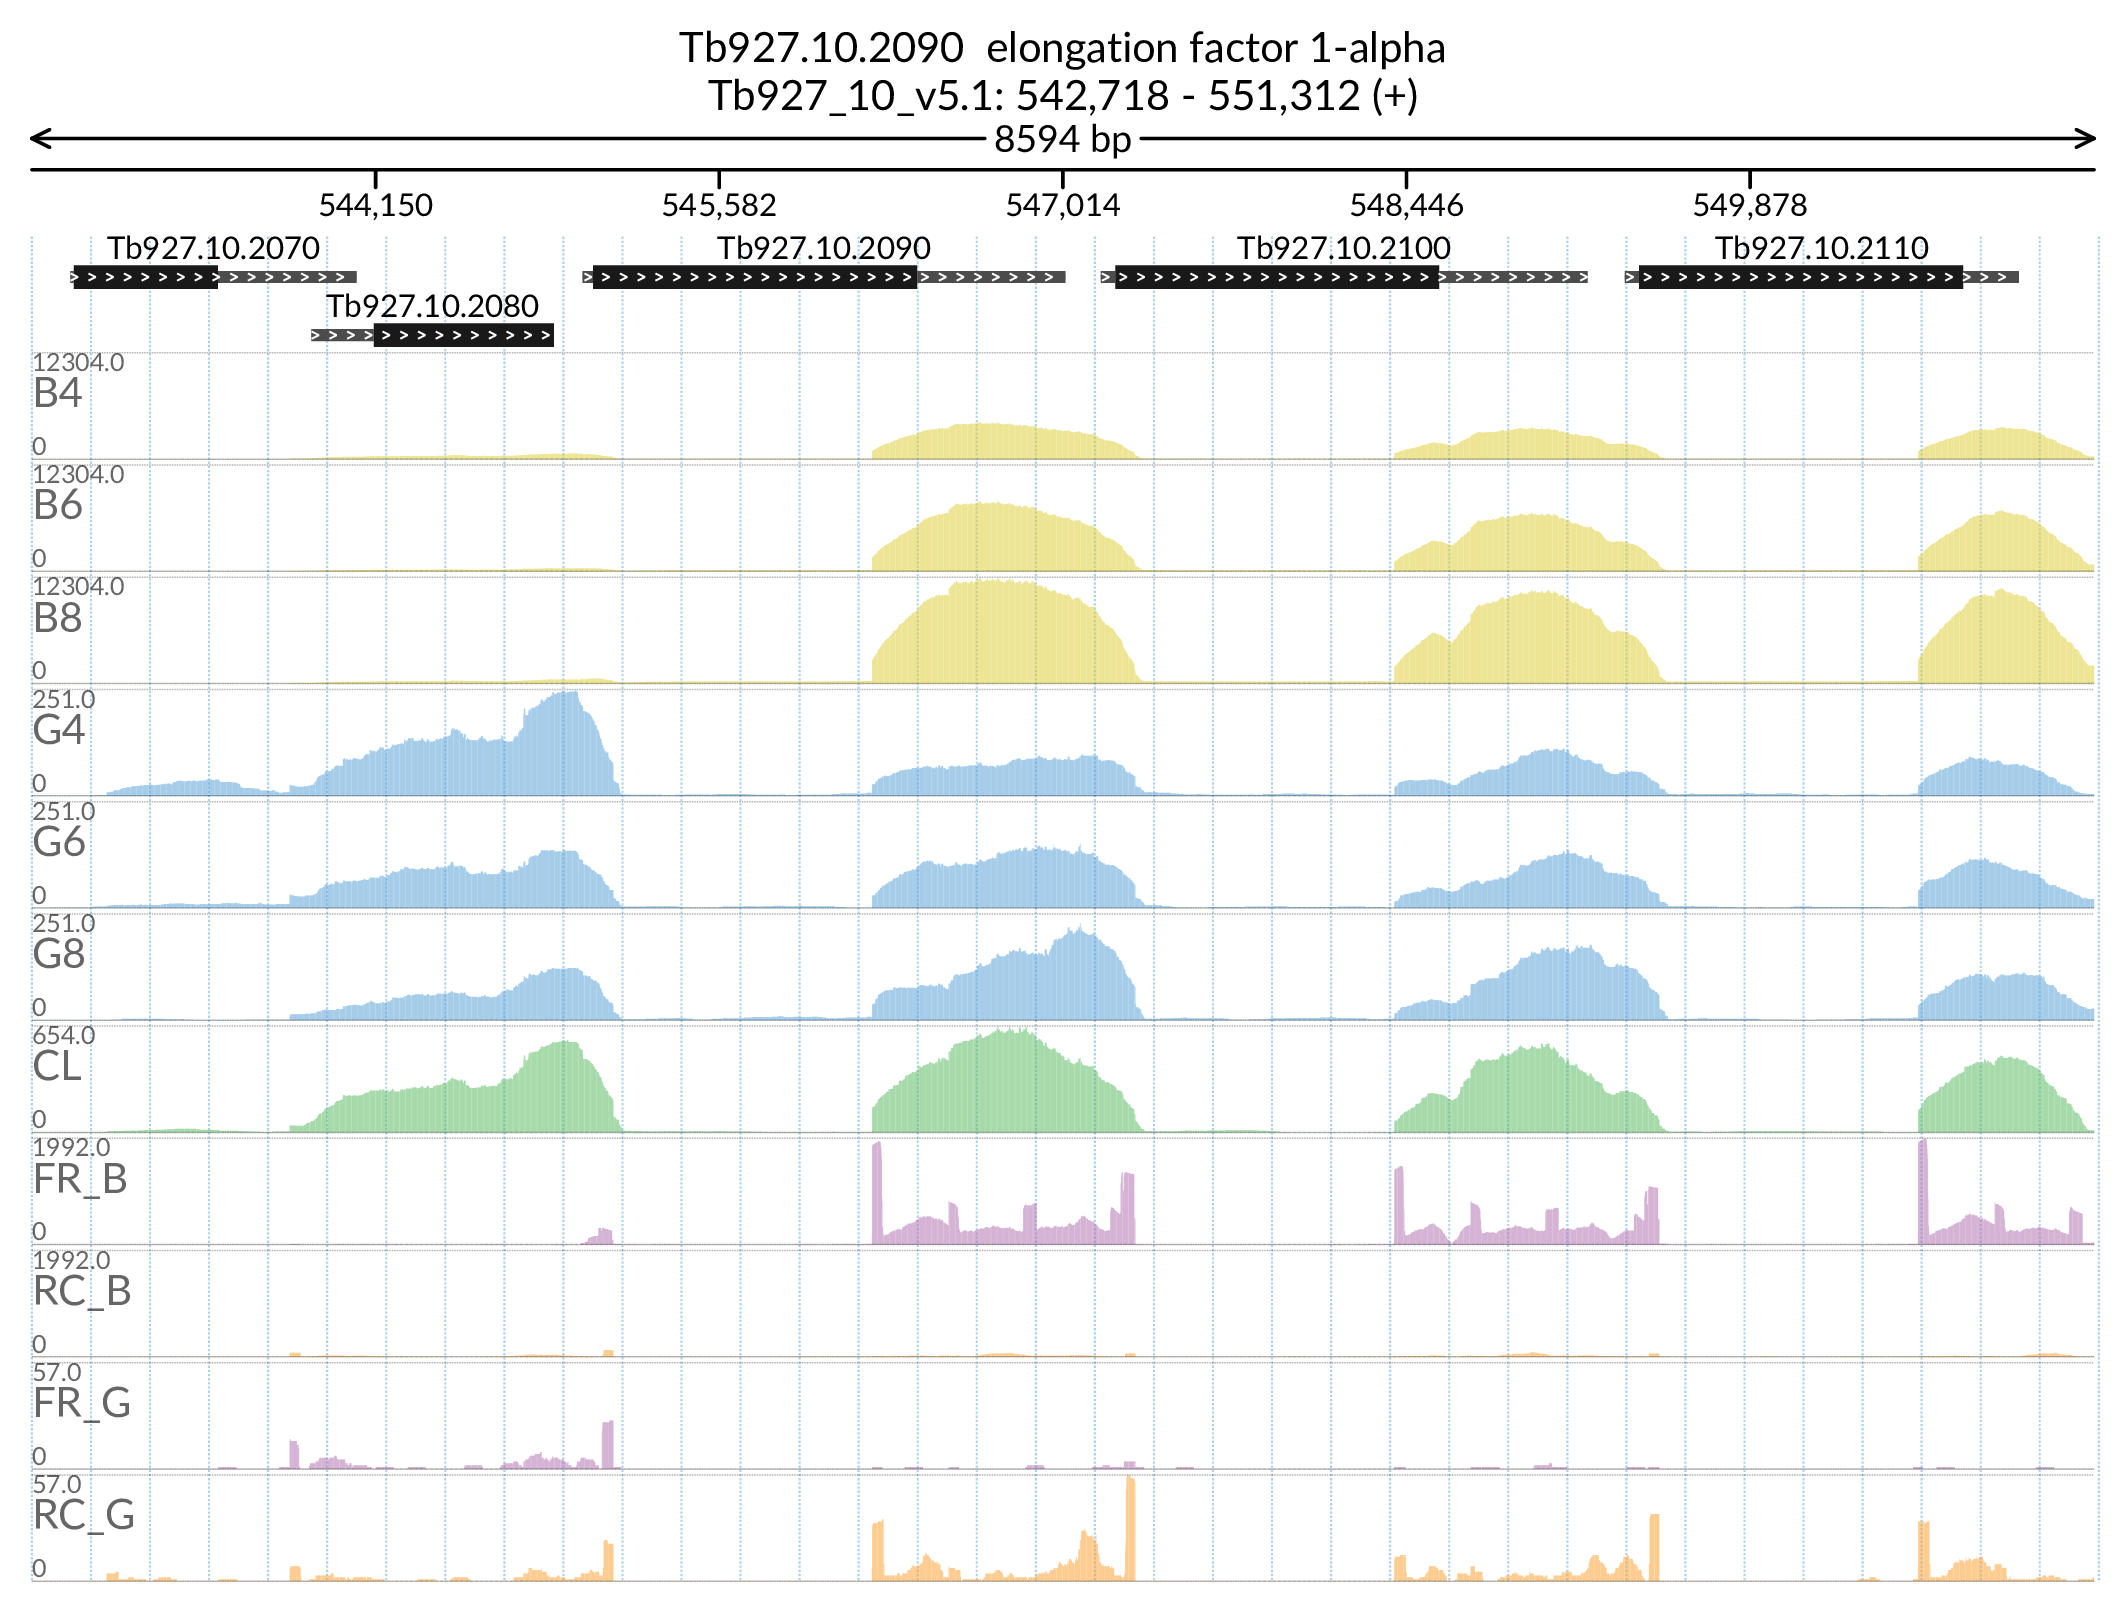 Tb927.10.2090 elongation factor 1-alpha
Tb927_10_v5.1: 542,718 - 551,312 (+)
8594 bp
544,150 545,582 547,014 548,446 549,878
Tb927.10.2070 Tb927.10.2090 Tb927.10.2100 Tb927.10.2110
Tb927.10.2080
12304.0
B4
0
12304.0
B6
0
12304.0
B8
0
251.0
G4
0
251.0
G6
0
251.0
G8
0
654.0
CL
0
1992.0
FR_B
0
1992.0
RC_B
0
57.0
FR_G
0
57.0
RC_G
0